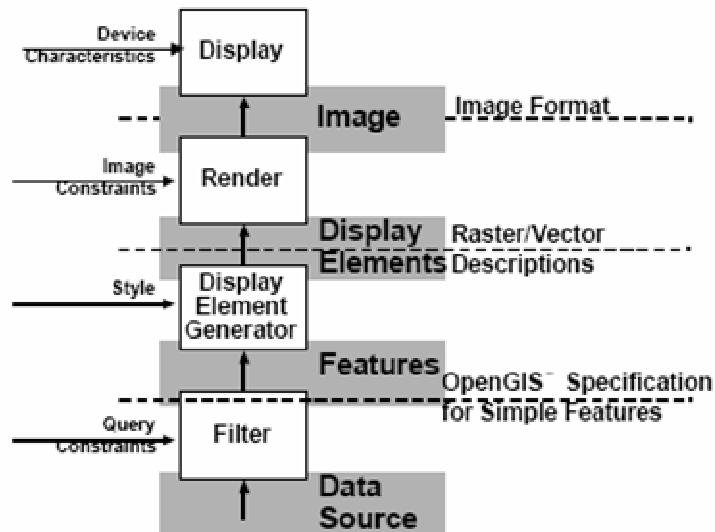 Device
Characteristics
Display
Image
Image Format
Image
Constraints
Render
Display
Elements
Raster/Vector
Descriptions
Style
Display
Element
Generator
Features
OpenGIS™ Specification
for Simple Features
Query
Constraints
Filter
Data
Source